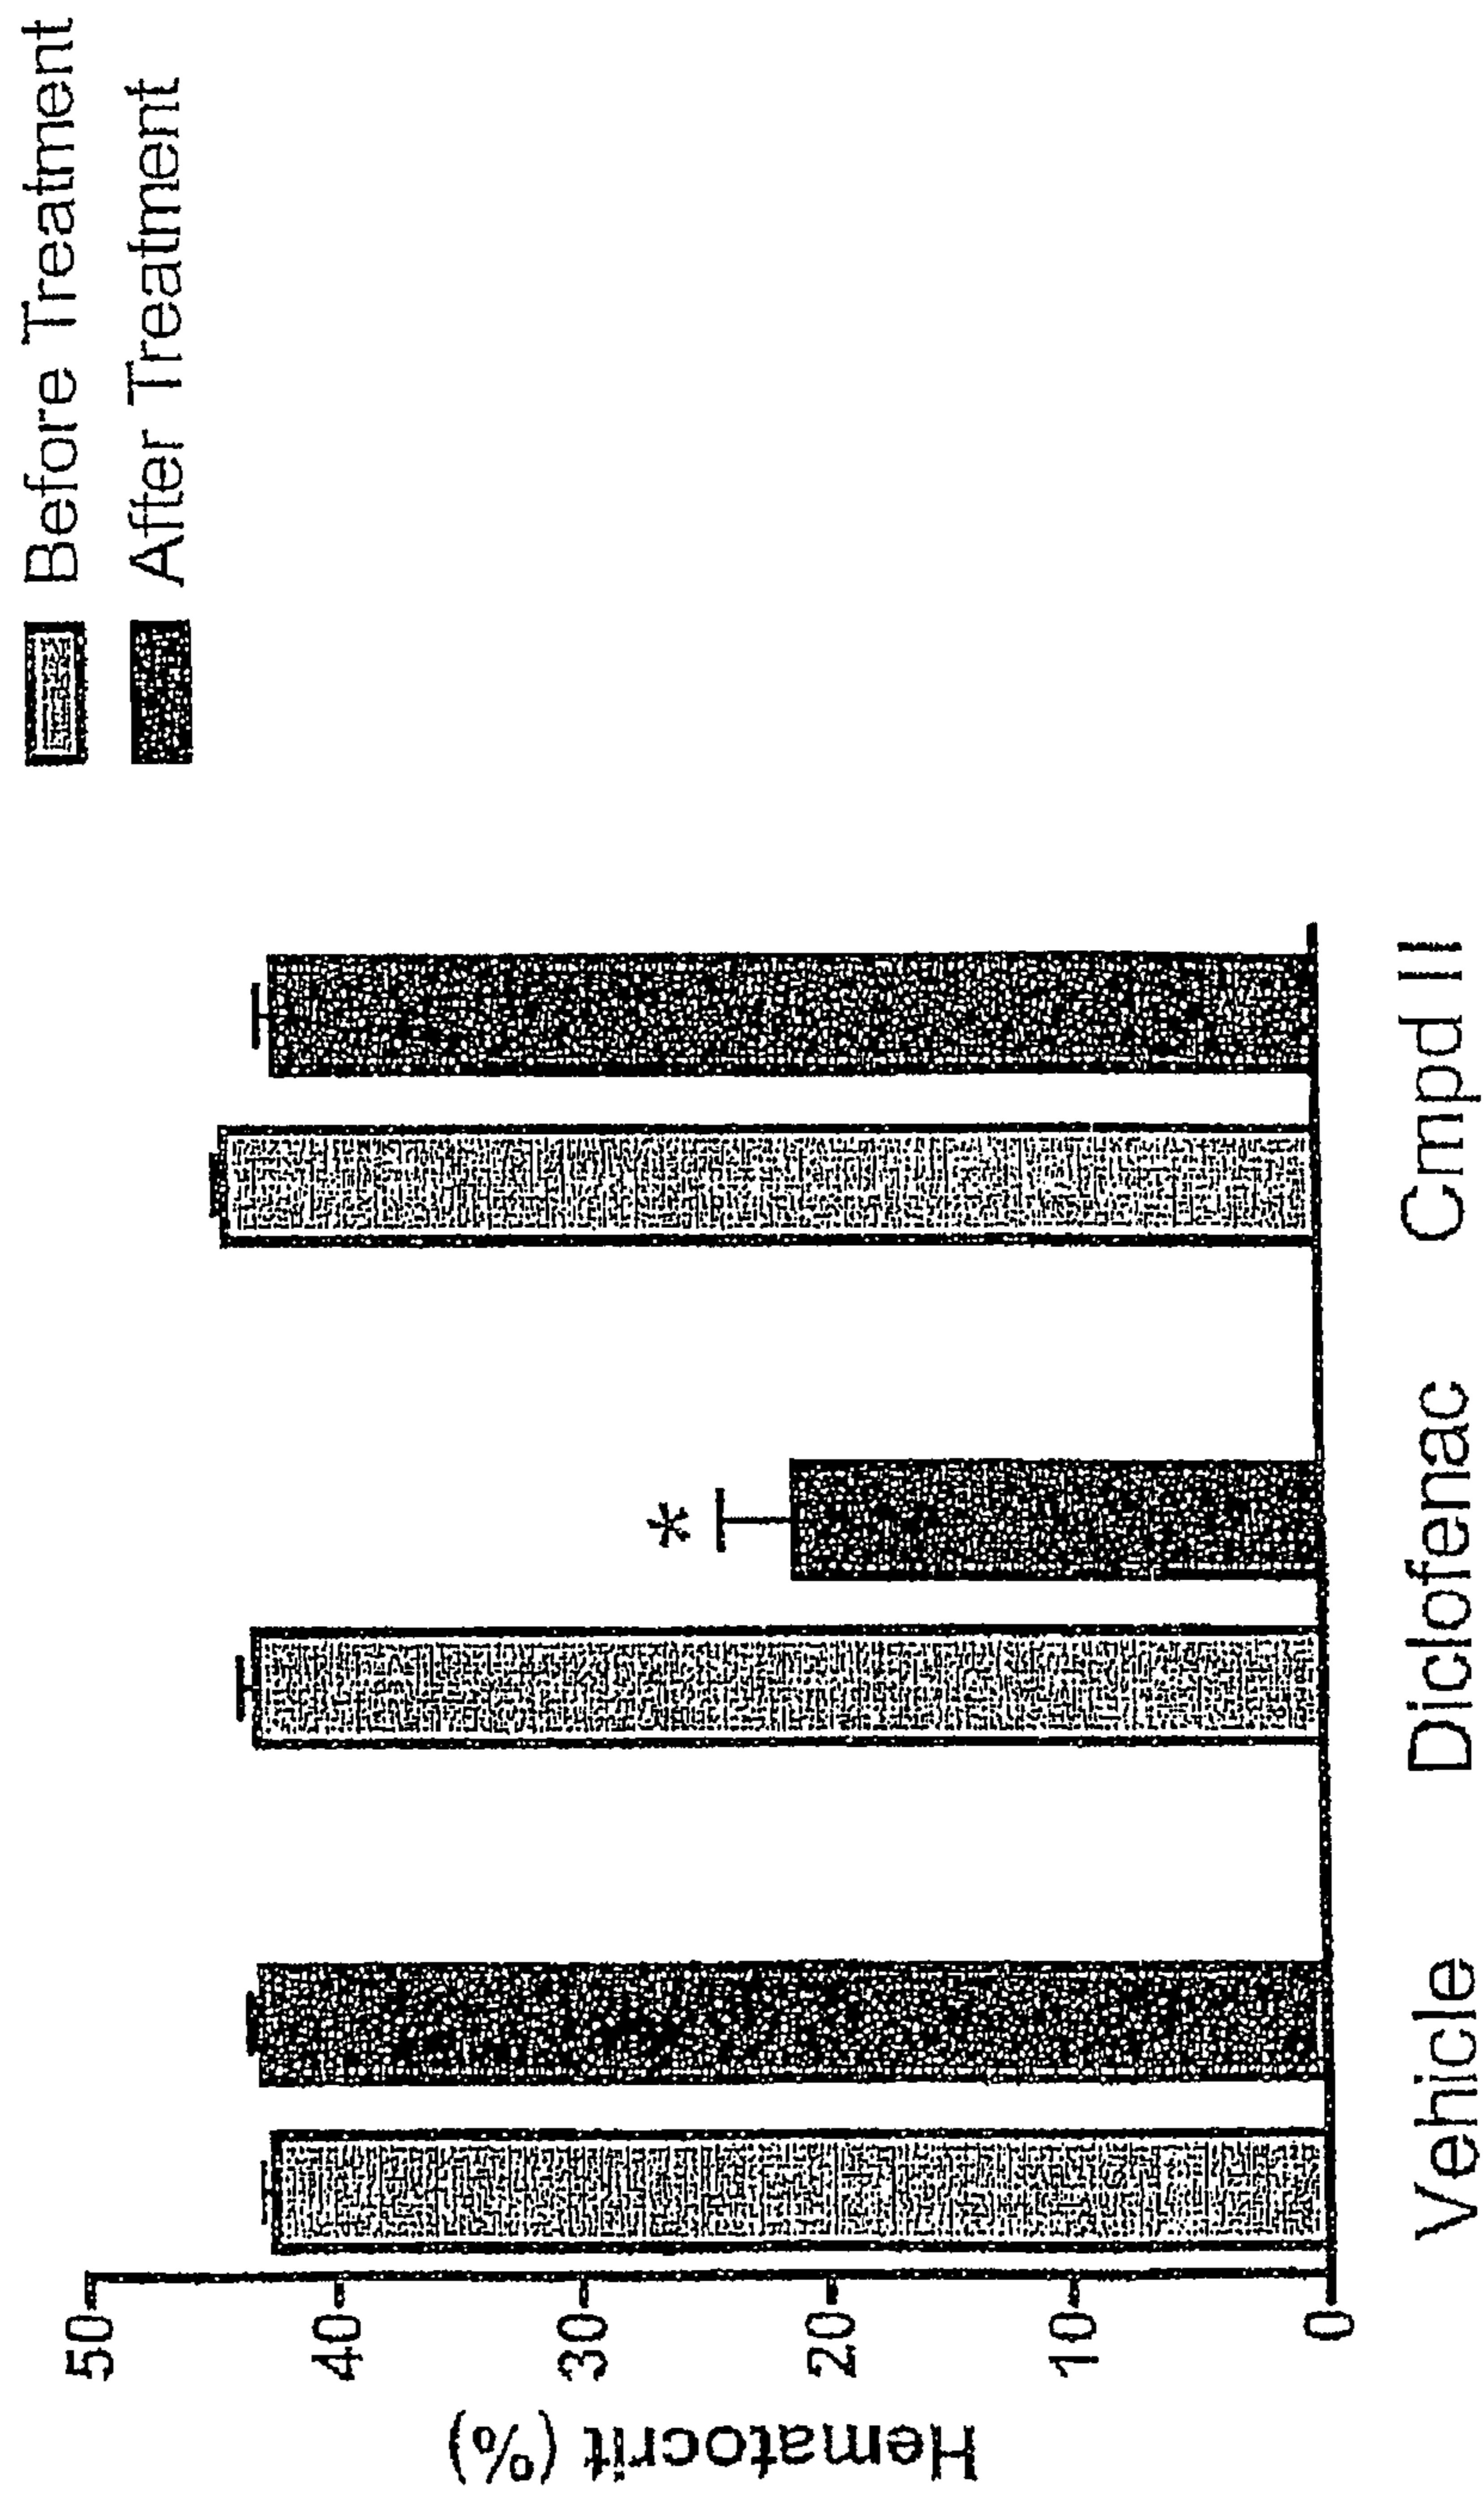 Before Treatment
After Treatment
*
50
40
30
20
10
0
Hematocrit (%)
Vehicle
Diclofenac
Cmpd II